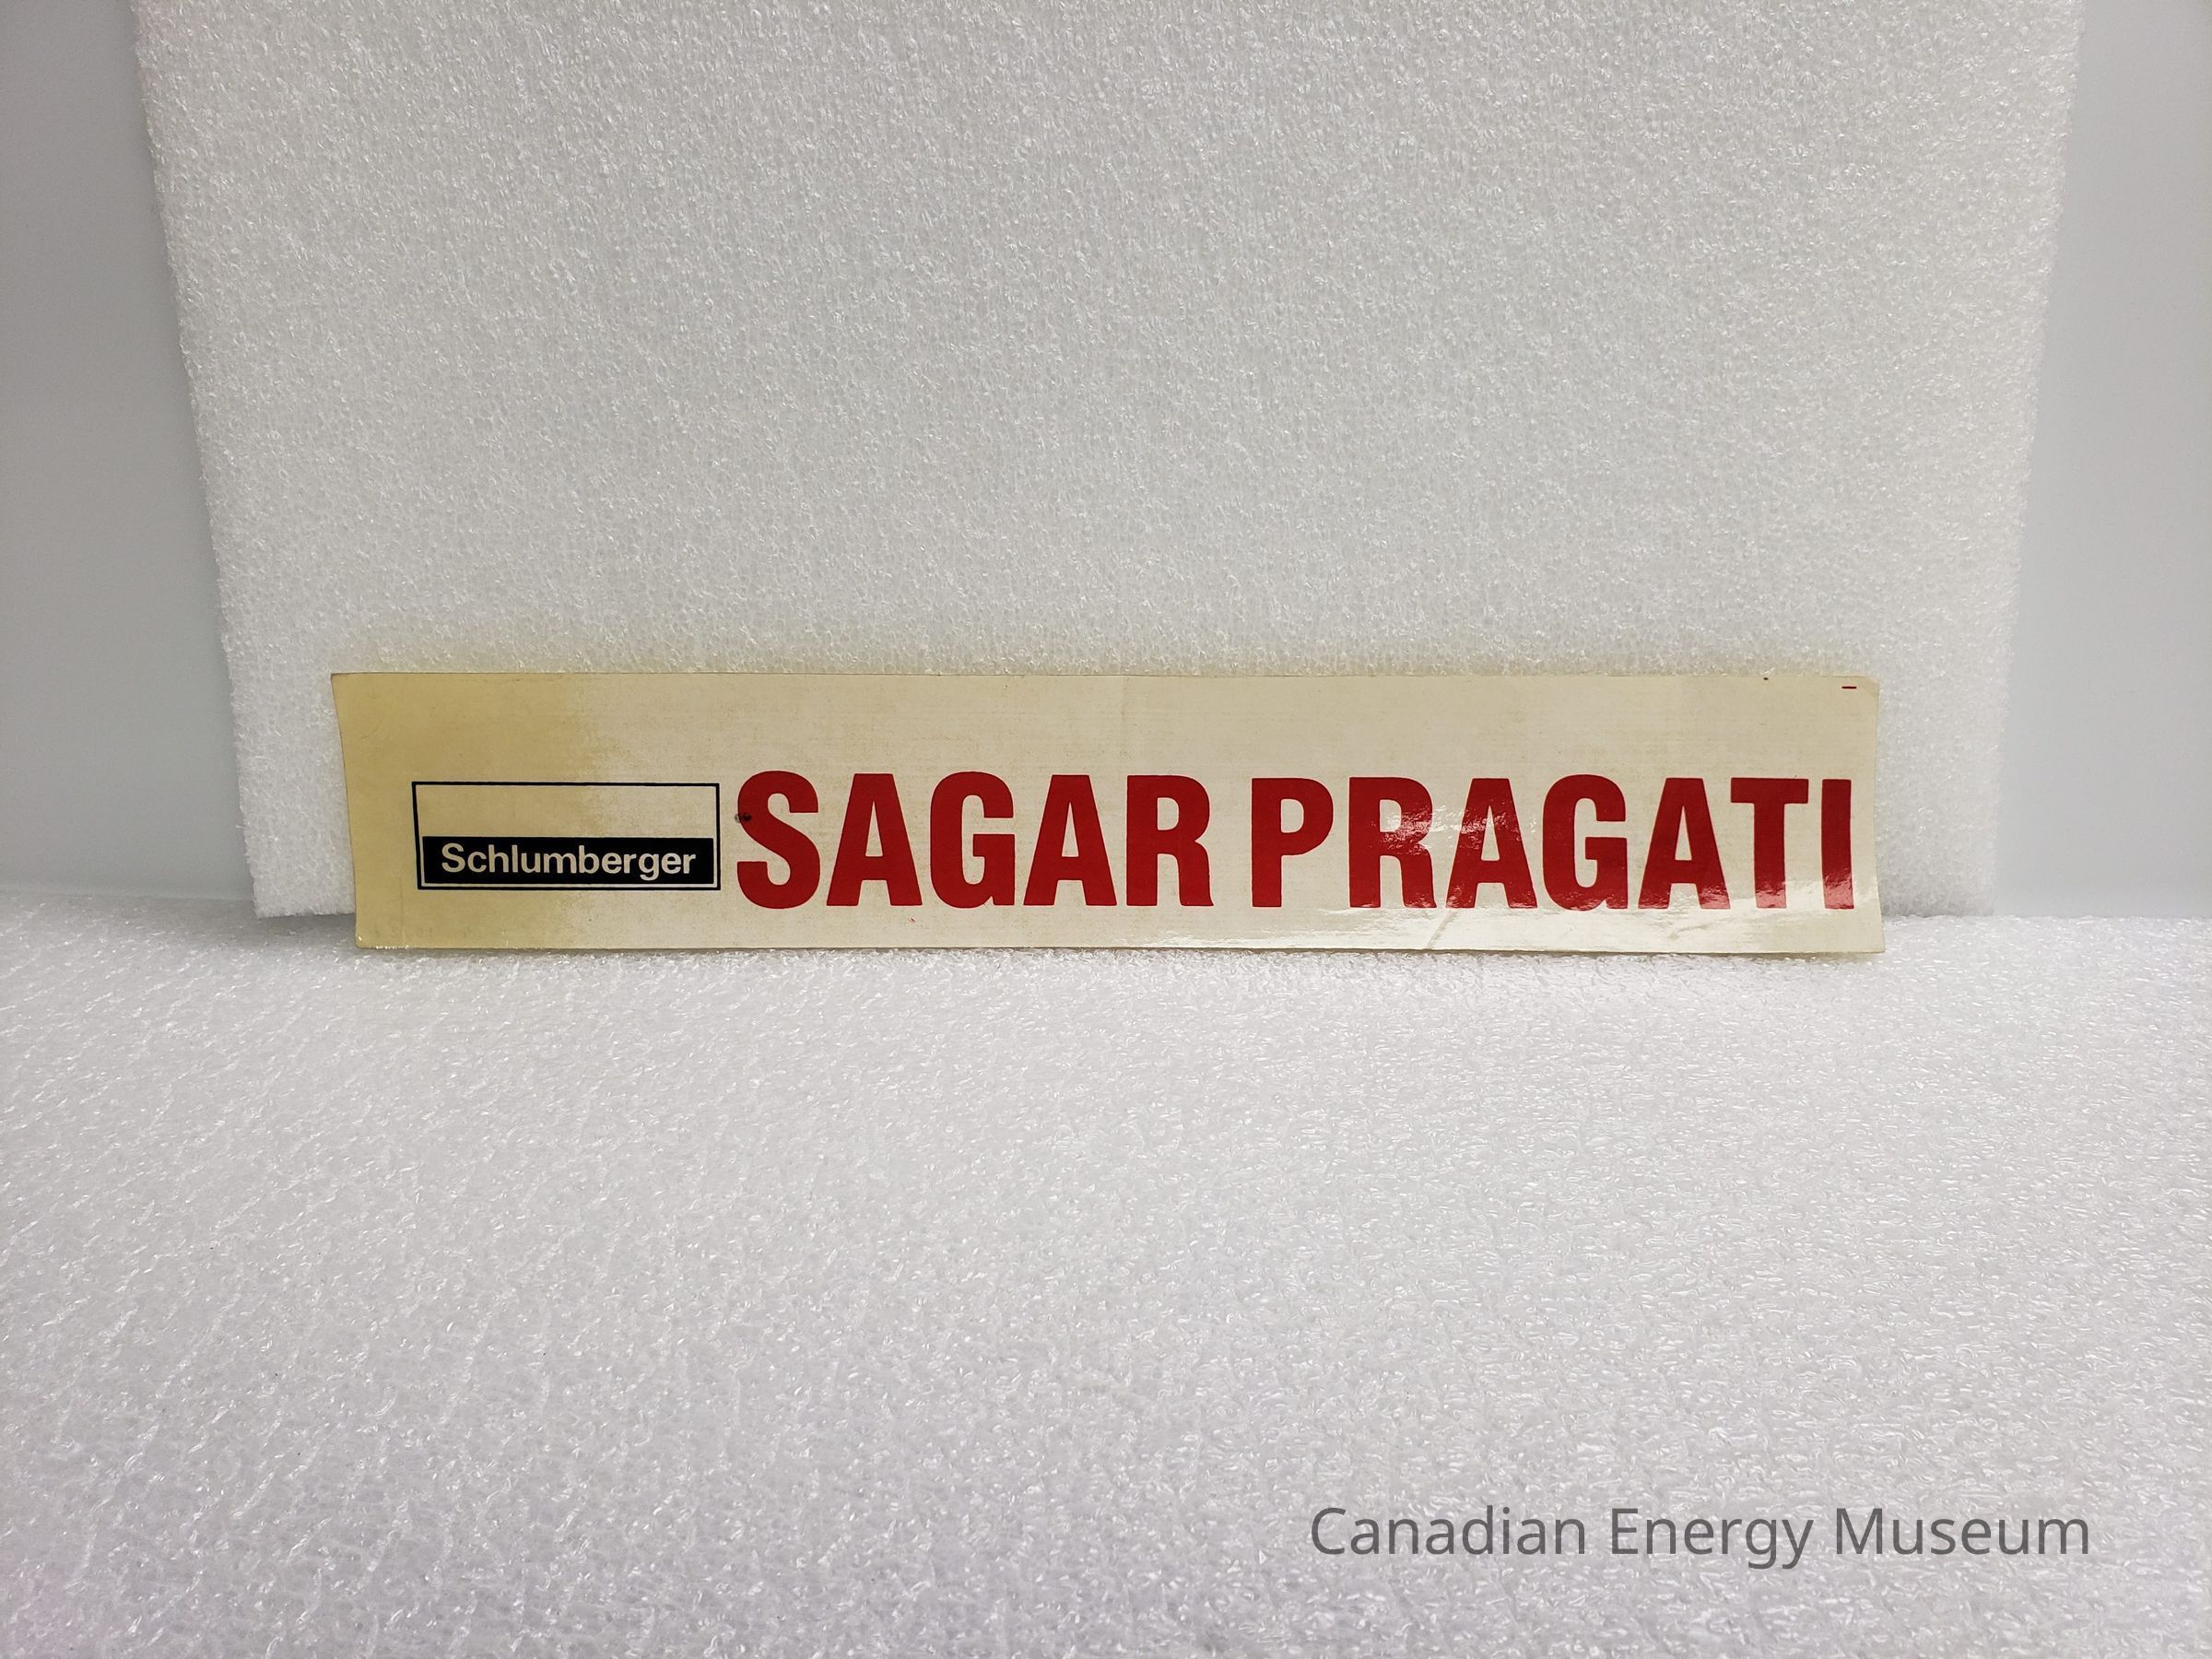 Schlumberger SAGAR PRAGATI
Canadian Energy Museum